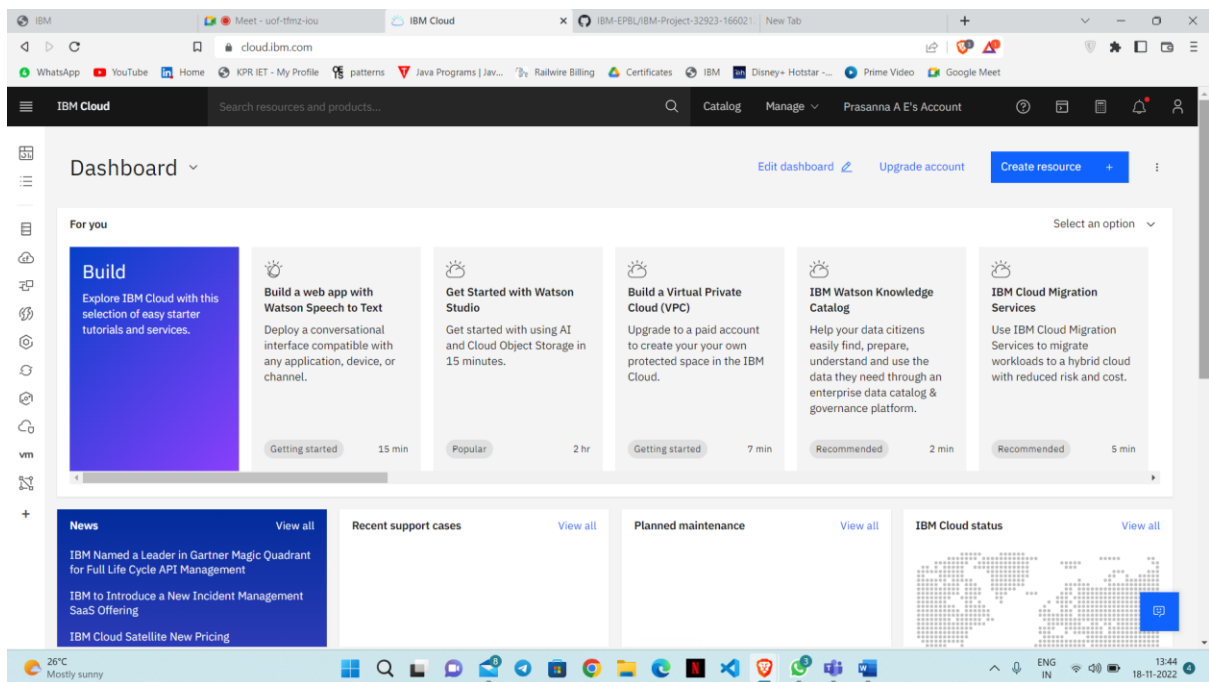 IBM
Meet - uof-tfmz-iou
IBM Cloud
IBM-EPBL/IBM-Project-32923-166021
New Tab
cloud.ibm.com
WhatsApp YouTube Home KPR IET - My Profile patterns Java Programs | Jav... Railwire Billing Certificates IBM Disney+ Hotstar -... Prime Video Google Meet
IBM Cloud Search resources and products... Catalog Manage Prasanna A E's Account
Dashboard Edit dashboard Upgrade account Create resource +
For you Select an option
Build
Explore IBM Cloud with this
selection of easy starter
tutorials and services.
Build a web app with
Watson Speech to Text
Deploy a conversational
interface compatible with
any application, device, or
channel.
Getting started 15 min
Get Started with Watson
Studio
Get started with using AI
and Cloud Object Storage in
15 minutes.
Popular 2 hr
Build a Virtual Private
Cloud (VPC)
Upgrade to a paid account
to create your your own
protected space in the IBM
Cloud.
Getting started 7 min
IBM Watson Knowledge
Catalog
Help your data citizens
easily find, prepare,
understand and use the
data they need through an
enterprise data catalog &
governance platform.
Recommended 2 min
IBM Cloud Migration
Services
Use IBM Cloud Migration
Services to migrate
workloads to a hybrid cloud
with reduced risk and cost.
Recommended 5 min
vm
News View all
IBM Named a Leader in Gartner Magic Quadrant
for Full Life Cycle API Management
IBM to Introduce a New Incident Management
SaaS Offering
IBM Cloud Satellite New Pricing
Recent support cases View all
Planned maintenance View all
IBM Cloud status View all
26°C
Mostly sunny
ENG
IN
13:44
18-11-2022